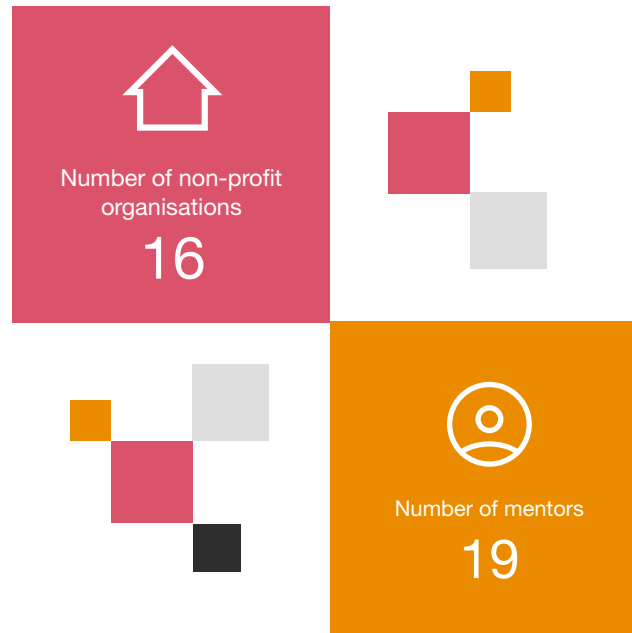 Number of non-profit
organisations
16
Number of mentors
19